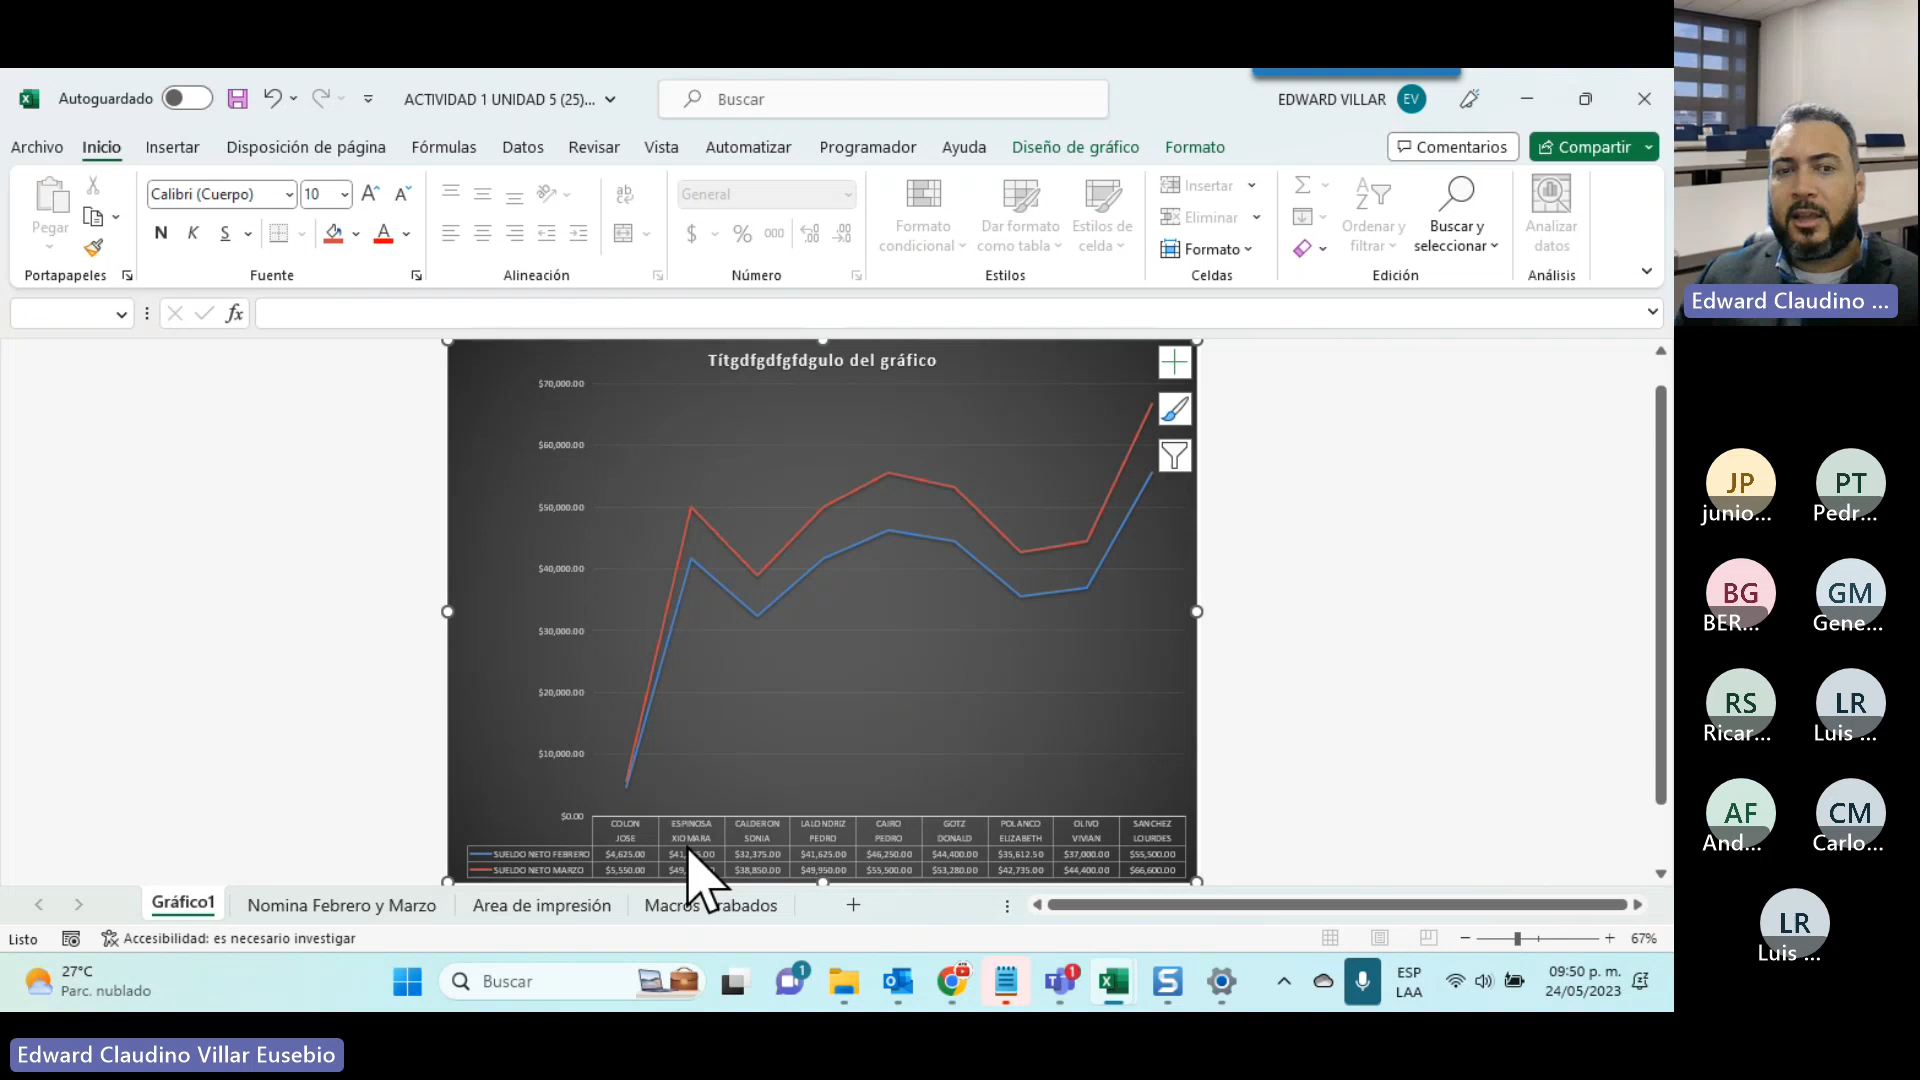 Autoguardado
ACTIVIDAD 1 UNIDAD 5 (25)...
Buscar
EDWARD VILLAR
EV
Archivo Inicio Insertar Disposición de página Fórmulas Datos Revisar Vista Automatizar Programador Ayuda Diseño de gráfico Formato
Comentarios
Compartir
Pegar
Portapapeles
Calibri (Cuerpo)
10
N K S
Fuente
Alineación
General
$ % 000
Número
Formato condicional
Dar formato como tabla
Estilos de celda
Estilos
Insertar
Eliminar
Formato
Celdas
Ordenar y filtrar
Buscar y seleccionar
Edición
Analizar datos
Análisis
fx
Títgdfgdfgfdgulo del gráfico
$70,000.00
$60,000.00
$50,000.00
$40,000.00
$30,000.00
$20,000.00
$10,000.00
$0.00
COLON ESPINOSA CALDERON LALONDRIZ CAIRO GOTZ POLANCO OLIVO SANCHEZ
JOSE XIOMARA SONIA PEDRO PEDRO DONALD ELIZABETH VIVIAN LOURDES
SUELDO NETO FEBRERO $4,625.00 $32,375.00 $41,625.00 $46,250.00 $44,400.00 $35,612.50 $37,000.00 $55,500.00
SUELDO NETO MARZO $5,550.00 $38,850.00 $49,950.00 $55,500.00 $53,280.00 $42,735.00 $44,400.00 $66,600.00
Gráfico1 Nomina Febrero y Marzo Area de impresión Macros
Listo
Accesibilidad: es necesario investigar
67%
27°C
Parc. nublado
Buscar
1
1
ESP
LAA
09:50 p. m.
24/05/2023
Edward Claudino Villar Eusebio
Edward Claudino ...
JP
junio...
PT
Pedr...
BG
BER...
GM
Gene...
RS
Ricar...
LR
Luis ...
AF
And...
CM
Carlo...
LR
Luis ...